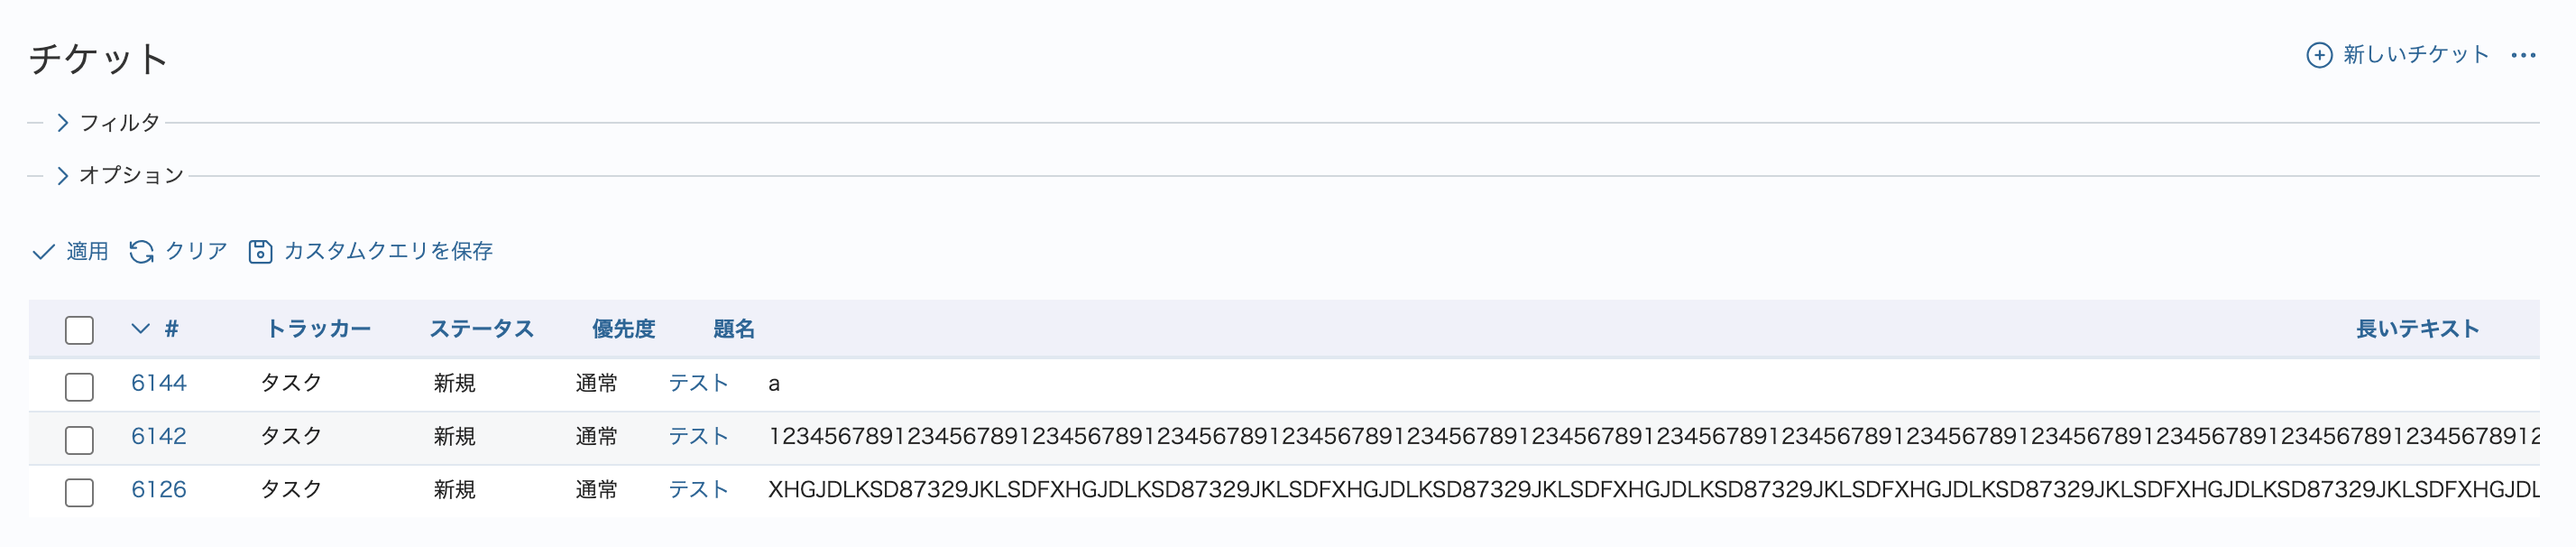 チケット
新しいチケット ...
フィルタ
オプション
適用 クリア カスタムクエリを保存
# トラッカー ステータス 優先度 題名 長いテキスト
6144 タスク 新規 通常 テスト a
6142 タスク 新規 通常 テスト 12345678912345678912345678912345678912345678912345678912345678912345678912345678912345678912345678912345678912345678912345678912
6126 タスク 新規 通常 テスト XHGJDLKSD87329JKLSDFXHGJDLKSD87329JKLSDFXHGJDLKSD87329JKLSDFXHGJDLKSD87329JKLSDFXHGJDLKSD87329JKLSDFXHGJDLKSD87329JKLSDFXHGJDL